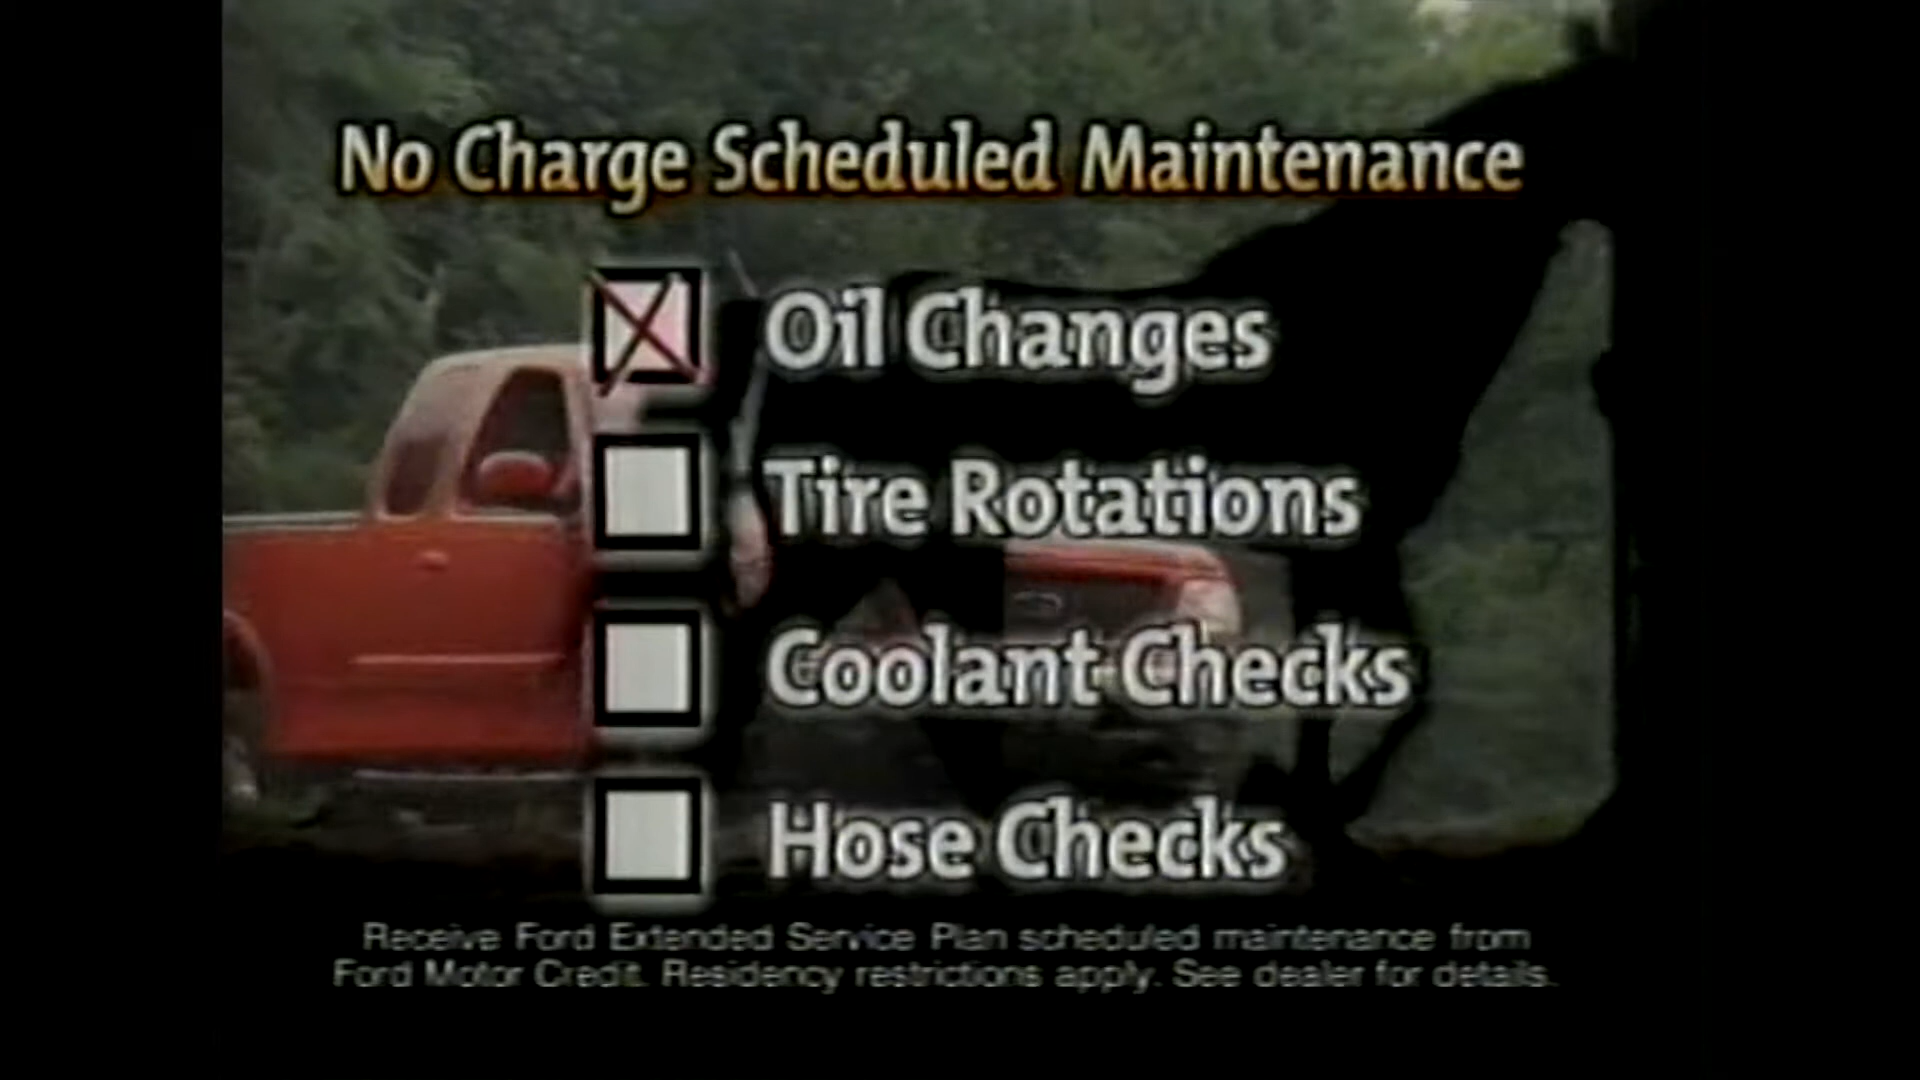 No Charge Scheduled Maintenance
Oil Changes
Tire Rotations
Coolant Checks
Hose Checks
Receive Ford Extended Service Plan scheduled maintenance from
Ford Motor Credit. Residency restrictions apply. See dealer for details.